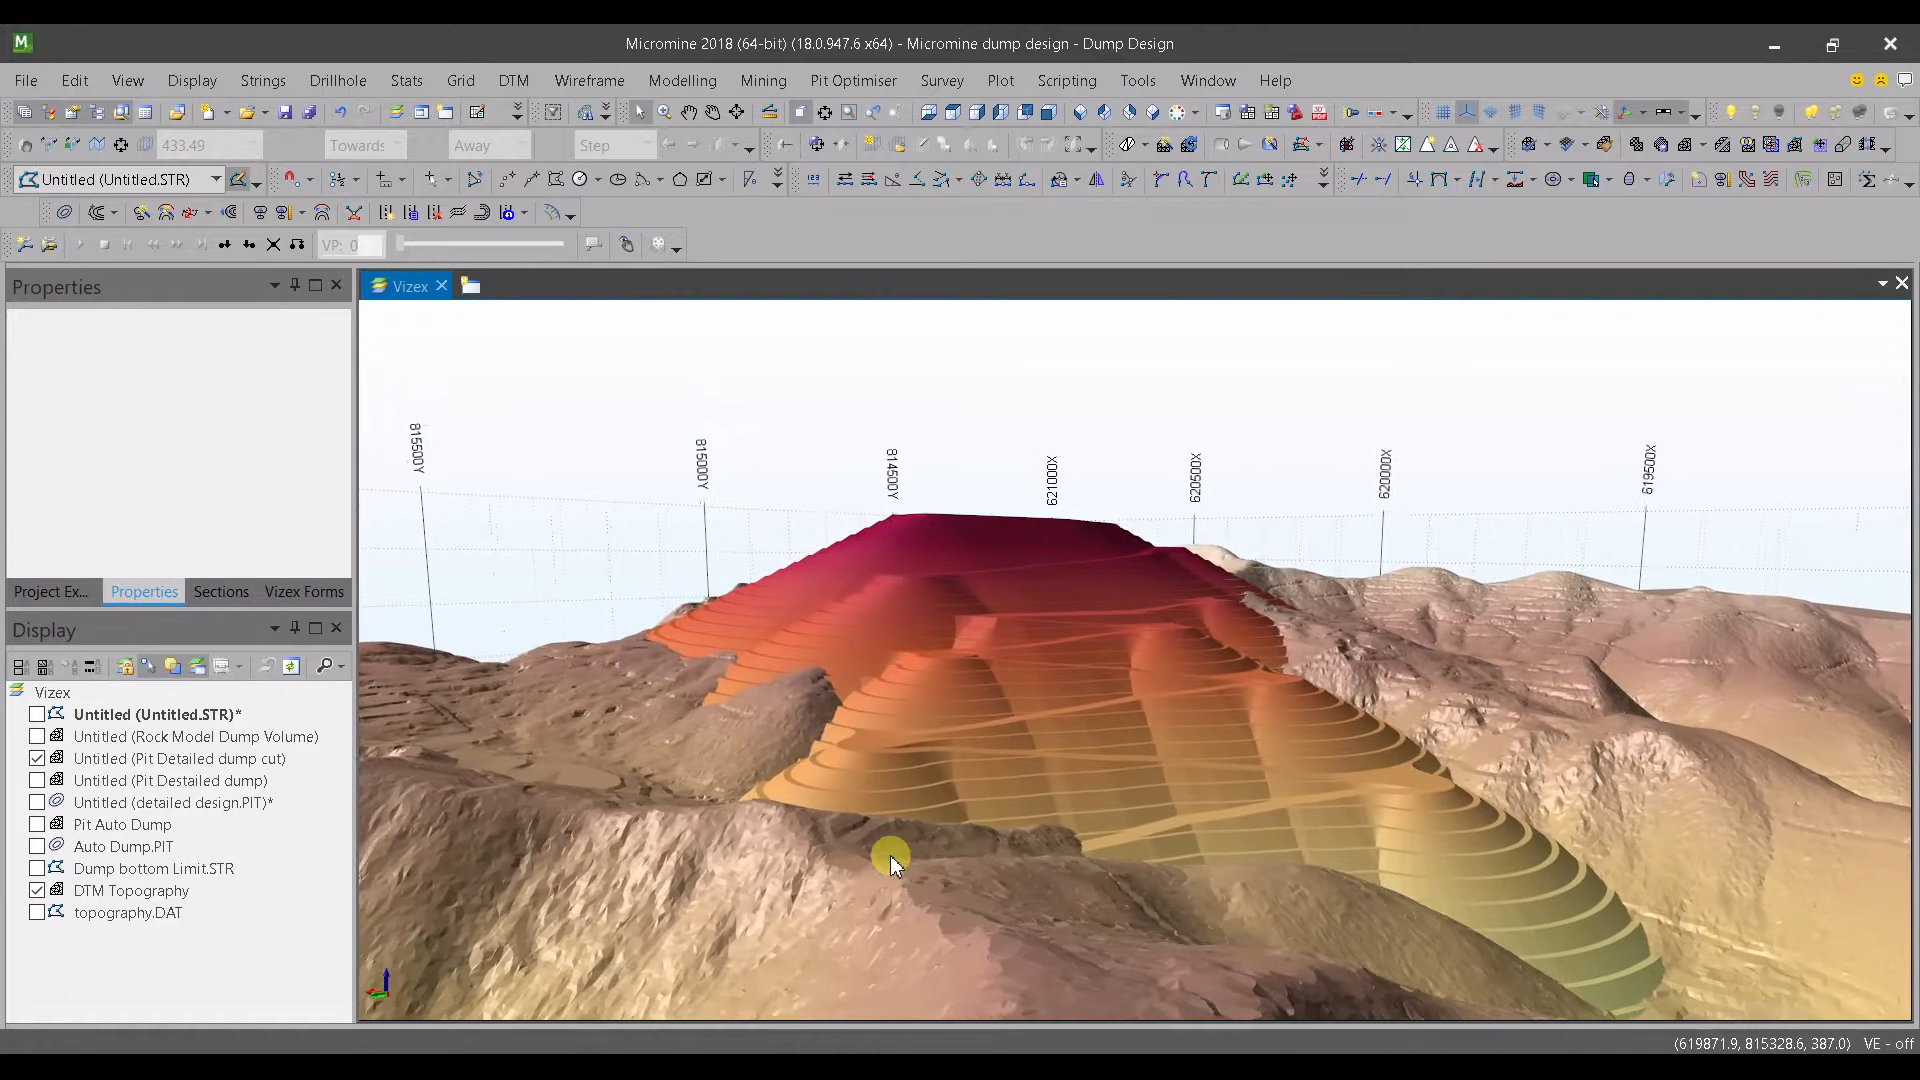 Micromine 2018 (64-bit) (18.0.947.6 x64) - Micromine dump design - Dump Design
File Edit View Display Strings Drillhole Stats Grid DTM Wireframe Modelling Mining Pit Optimiser Survey Plot Scripting Tools Window Help
433.49 Towards Away Step
Untitled (Untitled.STR)
VP: 0
Properties
Vizex
Project Ex... Properties Sections Vizex Forms
Display
Vizex
Untitled (Untitled.STR)*
Untitled (Rock Model Dump Volume)
Untitled (Pit Detailed dump cut)
Untitled (Pit Destailed dump)
Untitled (detailed design.PIT)*
Pit Auto Dump
Auto Dump.PIT
Dump bottom Limit.STR
DTM Topography
topography.DAT
815500Y
815000Y
814500Y
621000X
620500X
620000X
619500X
(619871.9, 815328.6, 387.0) VE - off